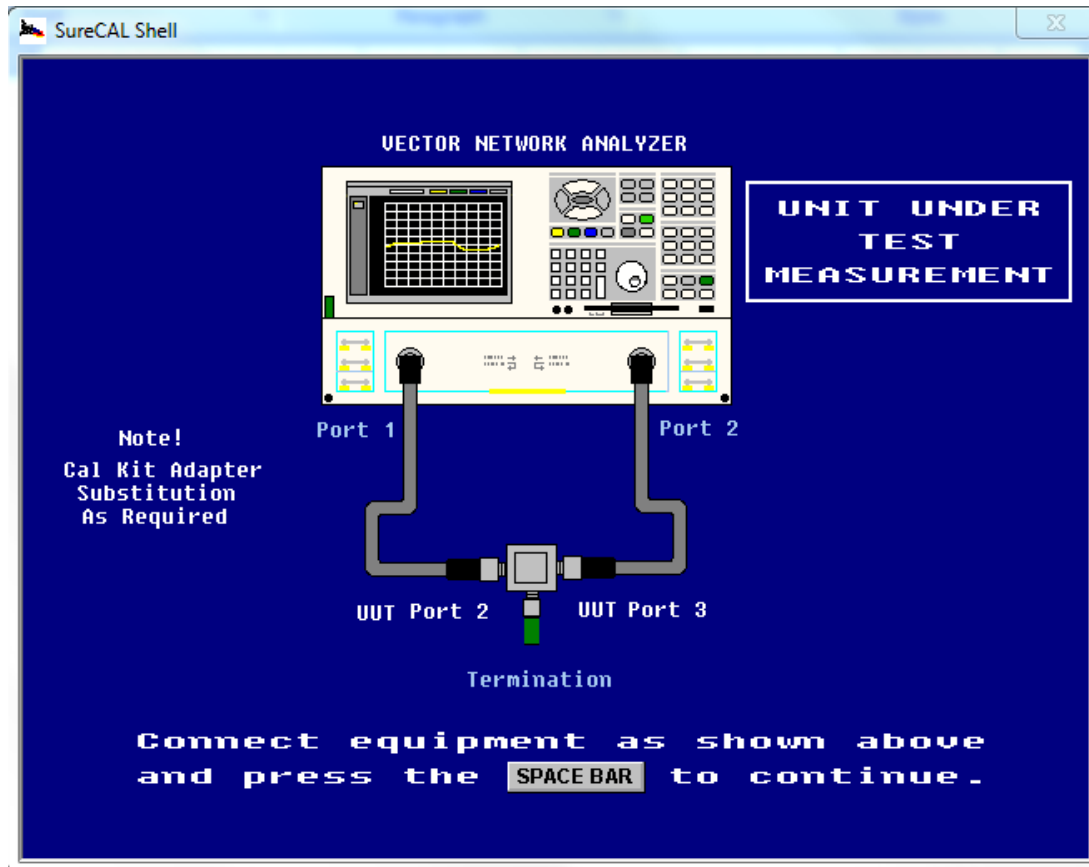 SureCAL Shell
VECTOR NETWORK ANALYZER
UNIT UNDER
TEST
MEASUREMENT
Port 1
Port 2
Note!
Cal Kit Adapter
Substitution
As Required
UUT Port 2
UUT Port 3
Termination
Connect equipment as shown above
and press the SPACE BAR to continue.